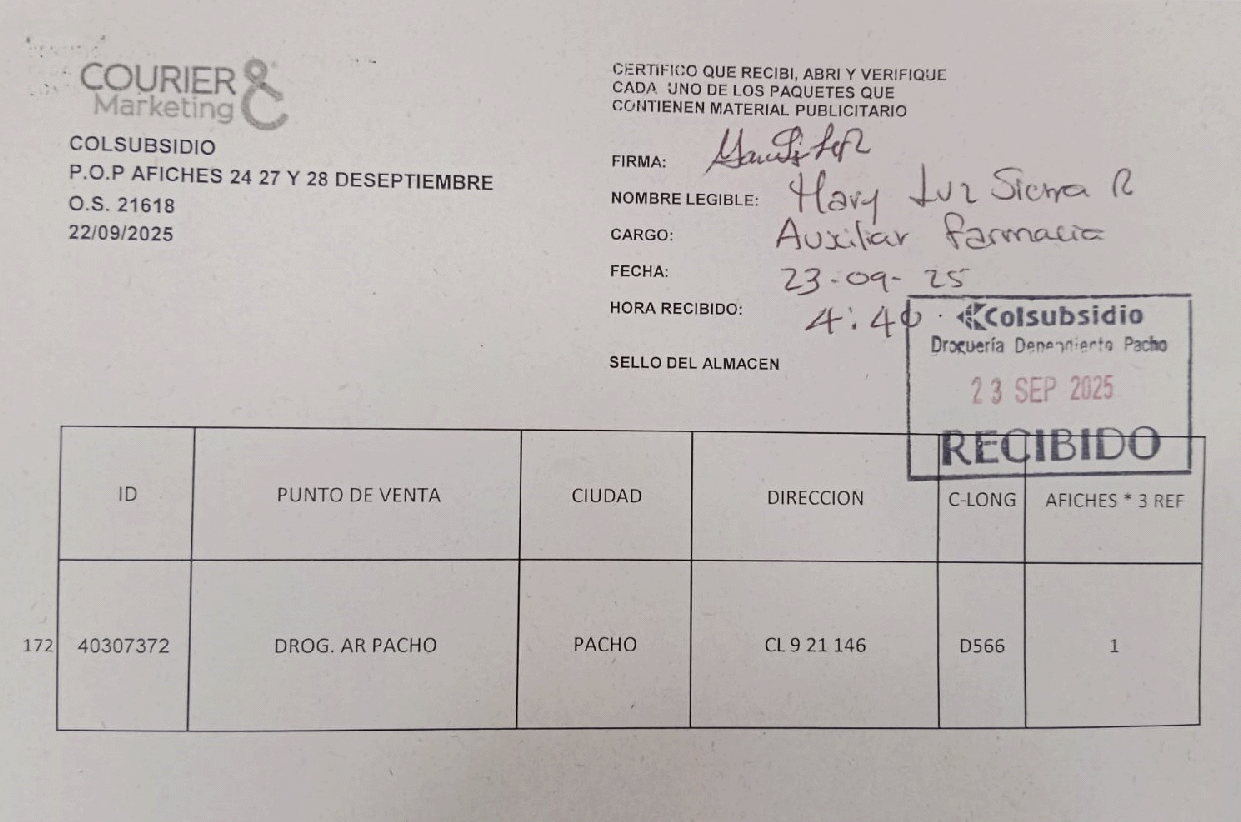 COURIER &
Marketing
COLSUBSIDIO
P.O.P AFICHES 24 27 Y 28 DESEPTIEMBRE
O.S. 21618
22/09/2025
CERTIFICO QUE RECIBI, ABRI Y VERIFIQUE
CADA UNO DE LOS PAQUETES QUE
CONTIENEN MATERIAL PUBLICITARIO
FIRMA:
NOMBRE LEGIBLE: Mary Luz Sierra R
CARGO: Auxiliar Farmacia
FECHA: 23-09-25
HORA RECIBIDO: 4:40
SELLO DEL ALMACEN
Colsubsidio
Droguería Pacho
23 SEP 2025
RECIBIDO
ID PUNTO DE VENTA CIUDAD DIRECCION C-LONG AFICHES * 3 REF
172 40307372 DROG. AR PACHO PACHO CL 9 21 146 D566 1